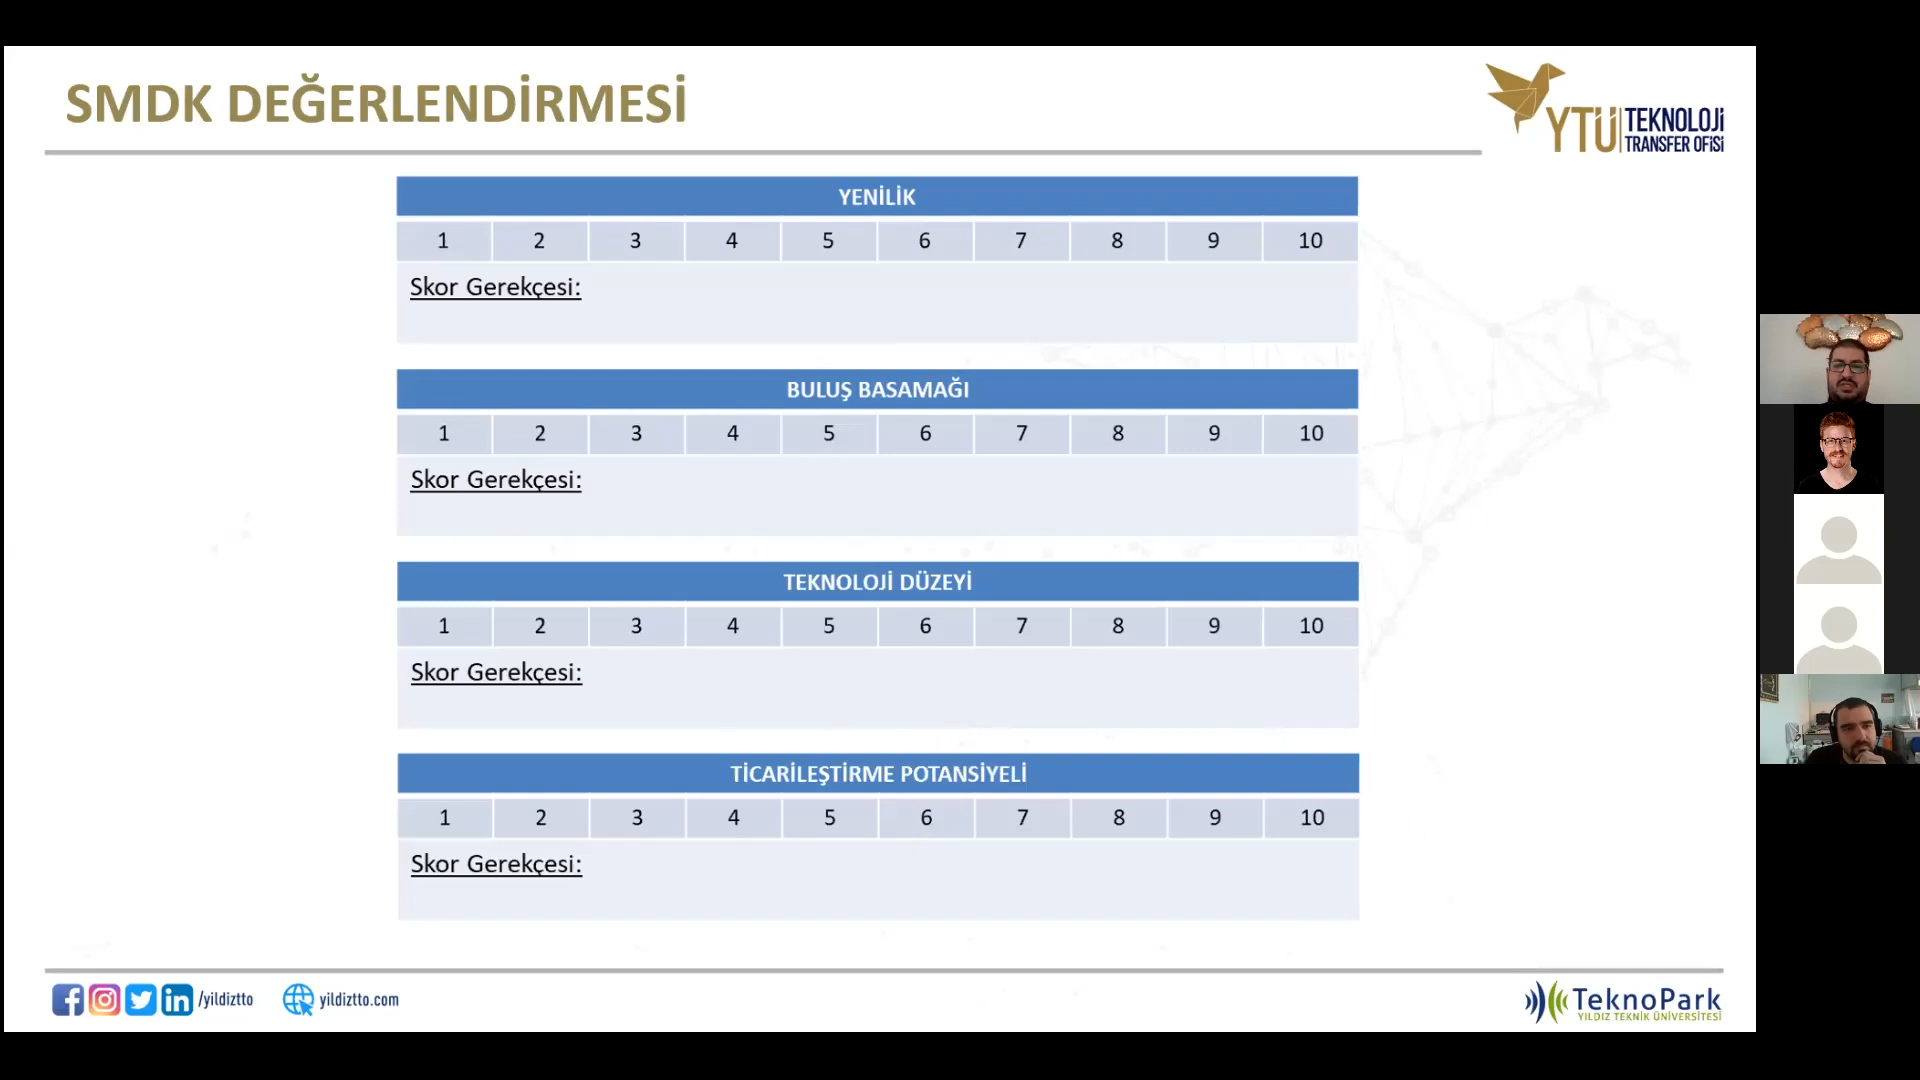 SMDK DEĞERLENDİRMESİ
YTÜ TEKNOLOJİ
TRANSFER OFİSİ
YENİLİK
1 2 3 4 5 6 7 8 9 10
Skor Gerekçesi:
BULUŞ BASAMAĞI
1 2 3 4 5 6 7 8 9 10
Skor Gerekçesi:
TEKNOLOJİ DÜZEYİ
1 2 3 4 5 6 7 8 9 10
Skor Gerekçesi:
TİCARİLEŞTİRME POTANSİYELİ
1 2 3 4 5 6 7 8 9 10
Skor Gerekçesi:
/yildiztto yildiztto.com
TeknoPark
YILDIZ TEKNİK ÜNİVERSİTESİ